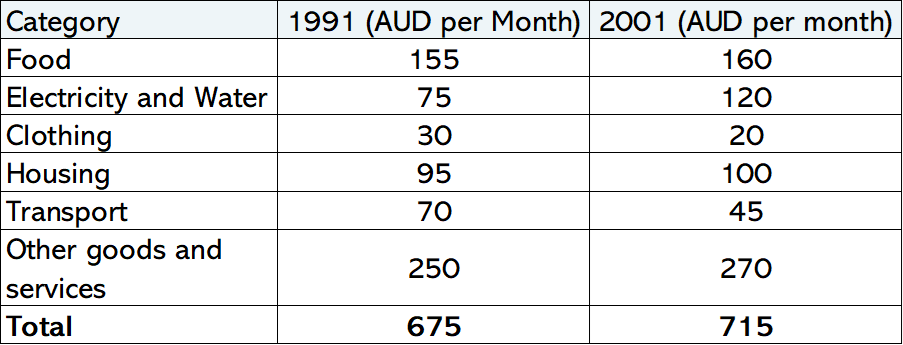 Category 1991 (AUD per Month) 2001 (AUD per month)
Food 155 160
Electricity and Water 75 120
Clothing 30 20
Housing 95 100
Transport 70 45
Other goods and
services 250 270
Total 675 715